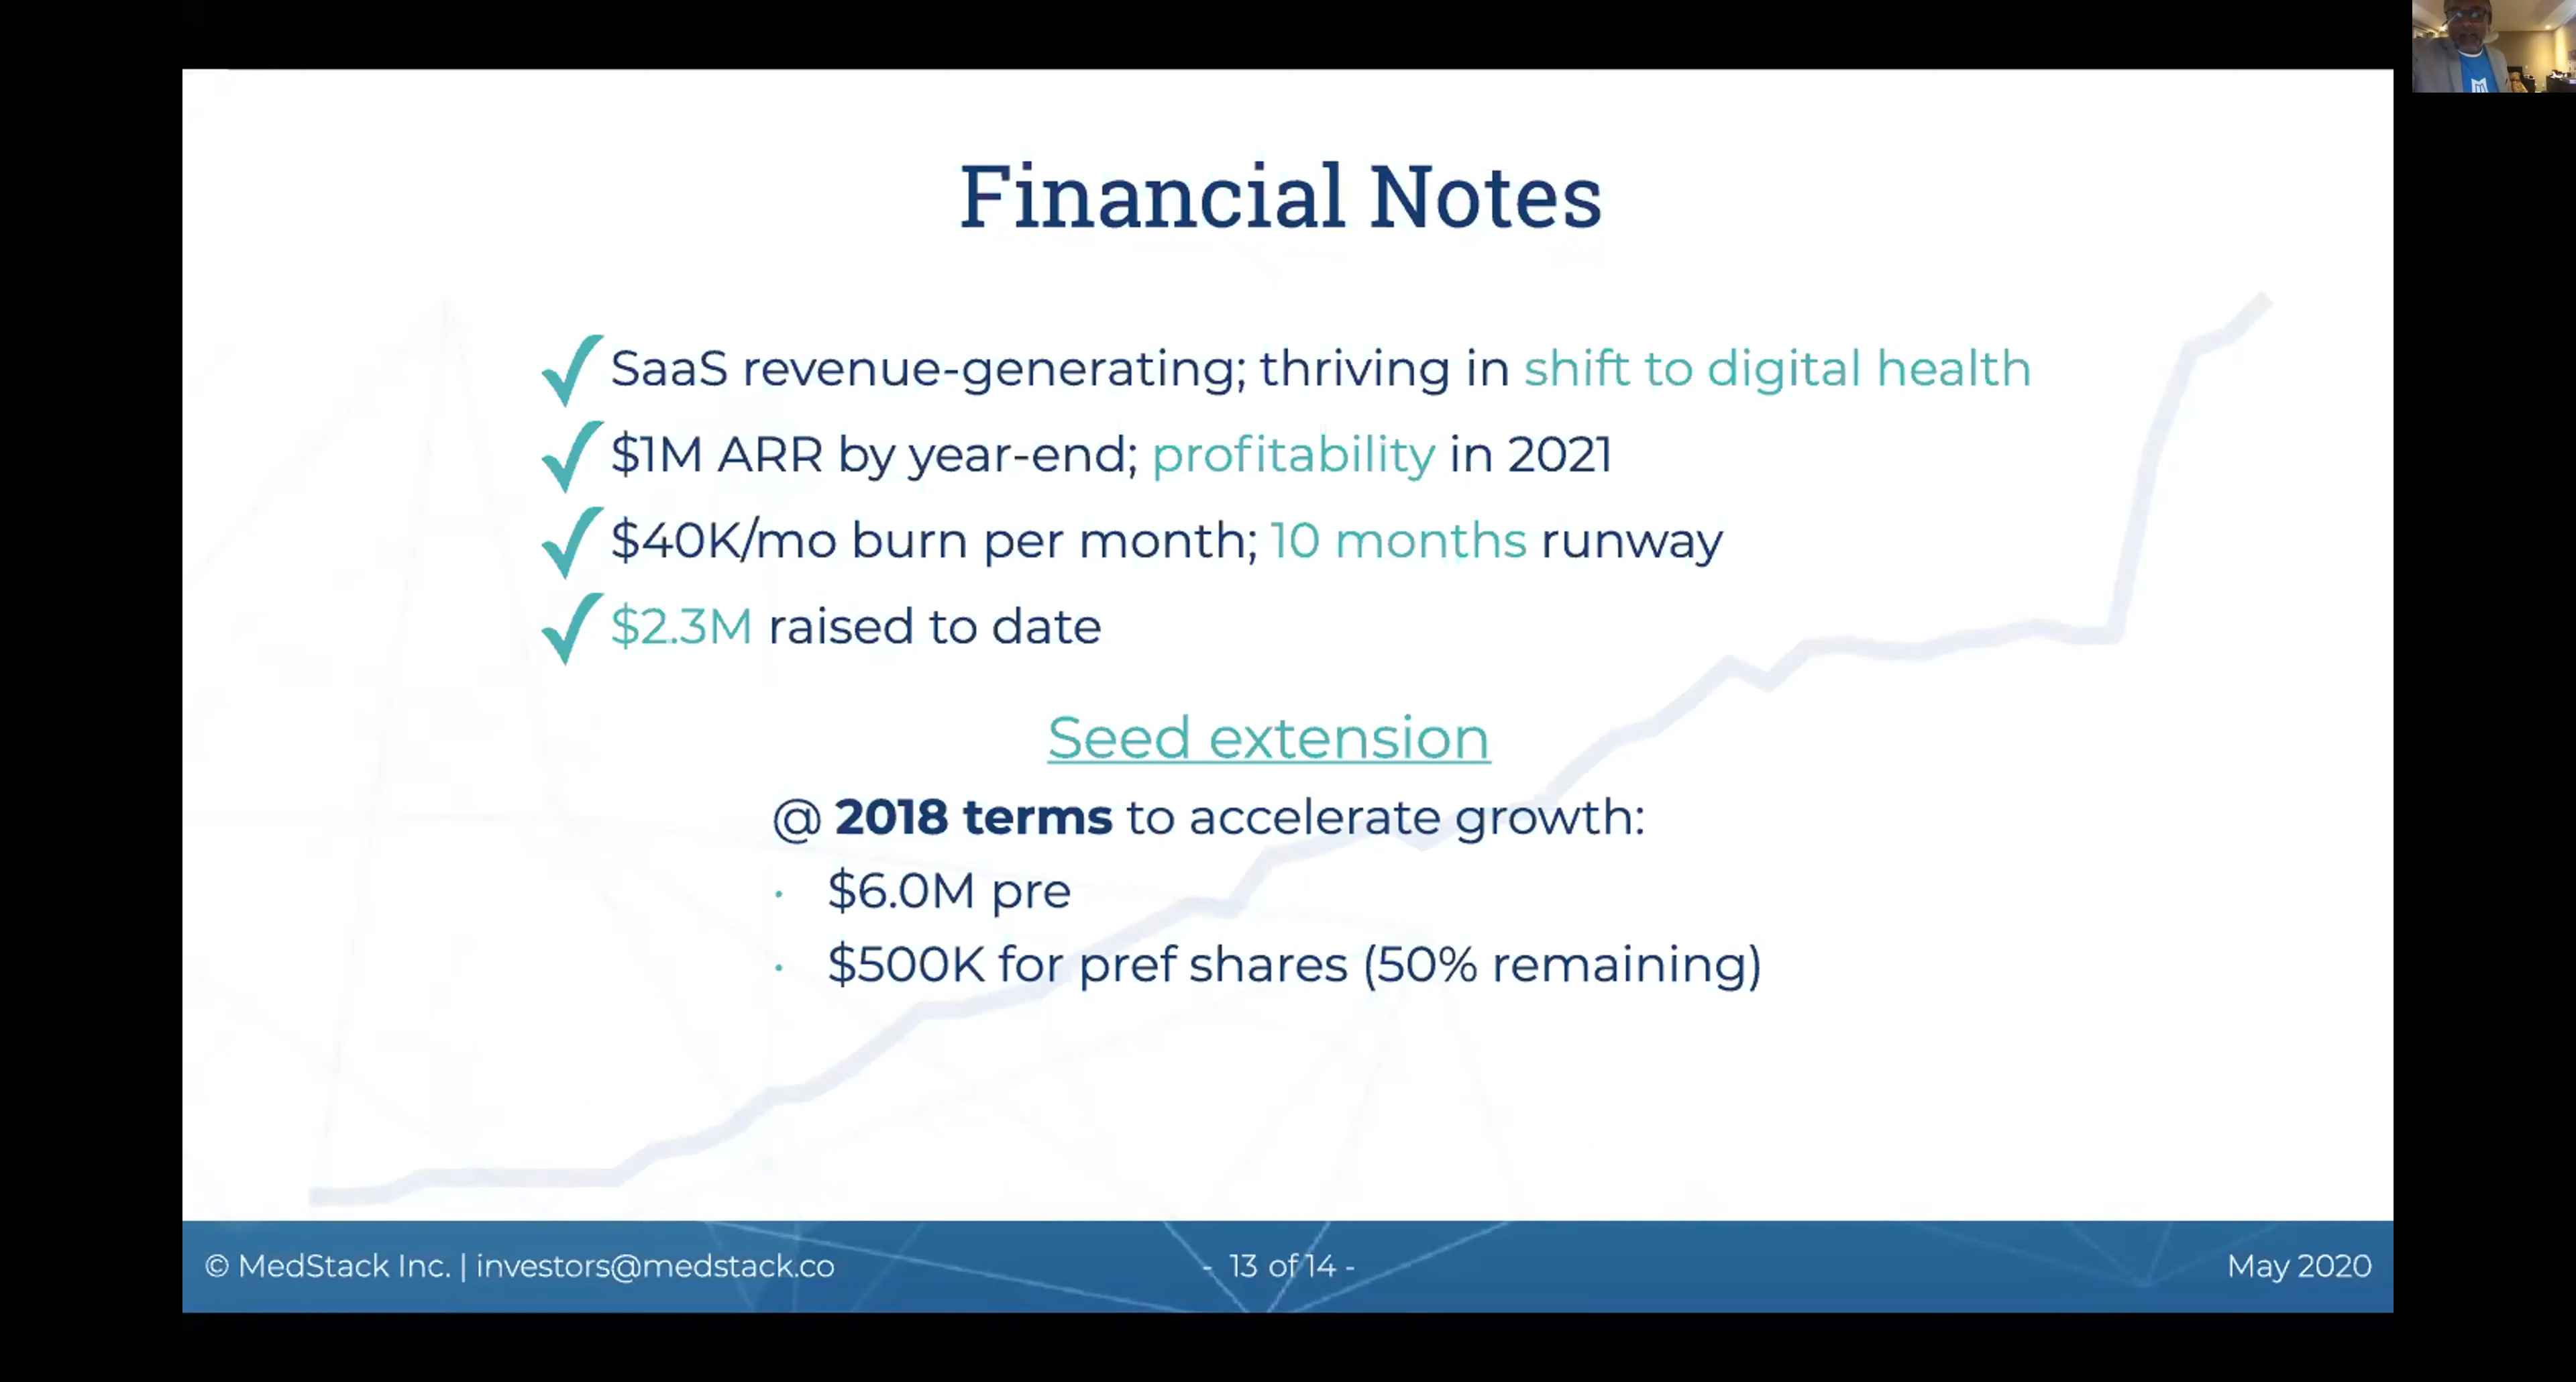 Financial Notes
SaaS revenue-generating; thriving in shift to digital health
$1M ARR by year-end; profitability in 2021
$40K/mo burn per month; 10 months runway
$2.3M raised to date
Seed extension
@ 2018 terms to accelerate growth:
· $6.0M pre
· $500K for pref shares (50% remaining)
© MedStack Inc. | investors@medstack.co
- 13 of 14 -
May 2020